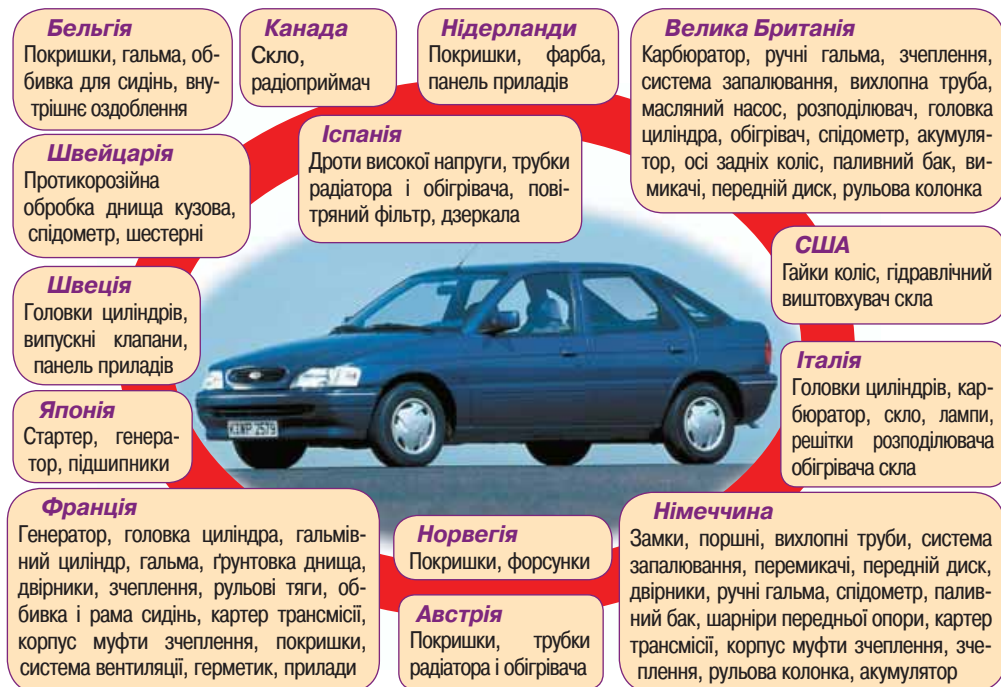 Бельгія
Покришки, гальма, об-
бивка для сидінь, вну-
трішнє оздоблення
Канада
Скло,
радіоприймач
Нідерланди
Покришки, фарба,
панель приладів
Велика Британія
Карбюратор, ручні гальма, зчеплення,
система запалювання, вихлопна труба,
масляний насос, розподілювач, головка
циліндра, обігрівач, спідометр, акумуля-
тор, осі задніх коліс, паливний бак, ви-
микачі, передній диск, рульова колонка
Іспанія
Дроти високої напруги, трубки
радіатора і обігрівача, пові-
тряний фільтр, дзеркала
Швейцарія
Протикорозійна
обробка днища кузова,
спідометр, шестерні
США
Гайки коліс, гідравлічний
виштовхувач скла
Швеція
Головки циліндрів,
випускні клапани,
панель приладів
Італія
Головки циліндрів, кар-
бюратор, скло, лампи,
решітки розподілювача
обігрівача скла
Японія
Стартер, генера-
тор, підшипники
Франція
Генератор, головка циліндра, гальмів-
ний циліндр, гальма, ґрунтовка днища,
двірники, зчеплення, рульові тяги, об-
бивка і рама сидінь, картер трансмісії,
корпус муфти зчеплення, покришки,
система вентиляції, герметик, прилади
Норвегія
Покришки, форсунки
Австрія
Покришки, трубки
радіатора і обігрівача
Німеччина
Замки, поршні, вихлопні труби, система
запалювання, перемикачі, передній диск,
двірники, ручні гальма, спідометр, палив-
ний бак, шарніри передньої опори, картер
трансмісії, корпус муфти зчеплення, зче-
плення, рульова колонка, акумулятор